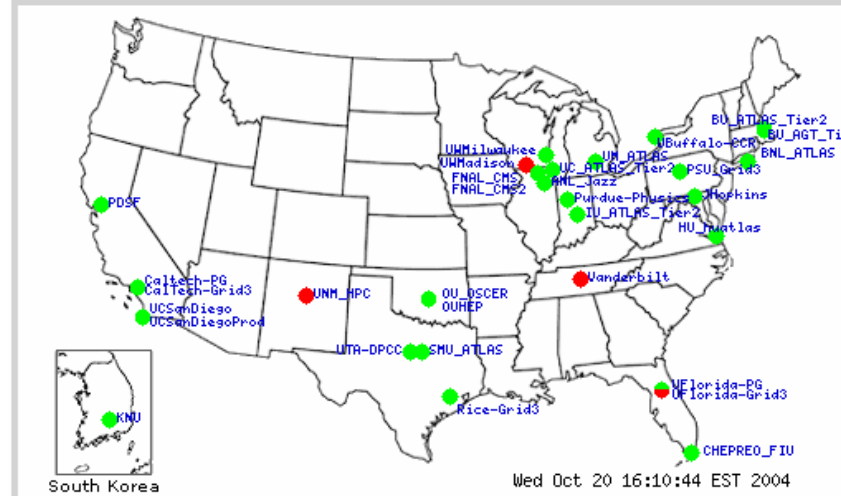 BU_ATLAS_Tier2
BU_AGT_Ti
UBuffalo-CCR
BNL_ATLAS
UWMilwaukee
UM_ATLAS
UWMadison
UC_ATLAS_Tier2
PSU_Grid3
FNAL_CMS
ANL_Jazz
FNAL_CMS2
Purdue-Physics
JHopkins
PDSF
IU_ATLAS_Tier2
HU_huatlas
Vanderbilt
Caltech-PG
CalTech-Grid3
UNM_HPC
OU_OSCER
OUHEP
UCSanDiego
UCSanDiegoProd
UTA-DPCC
SMU_ATLAS
UFlorida-PG
UFlorida-Grid3
Rice-Grid3
KNU
CHEPREO_FIU
South Korea
Wed Oct 20 16:10:44 EST 2004